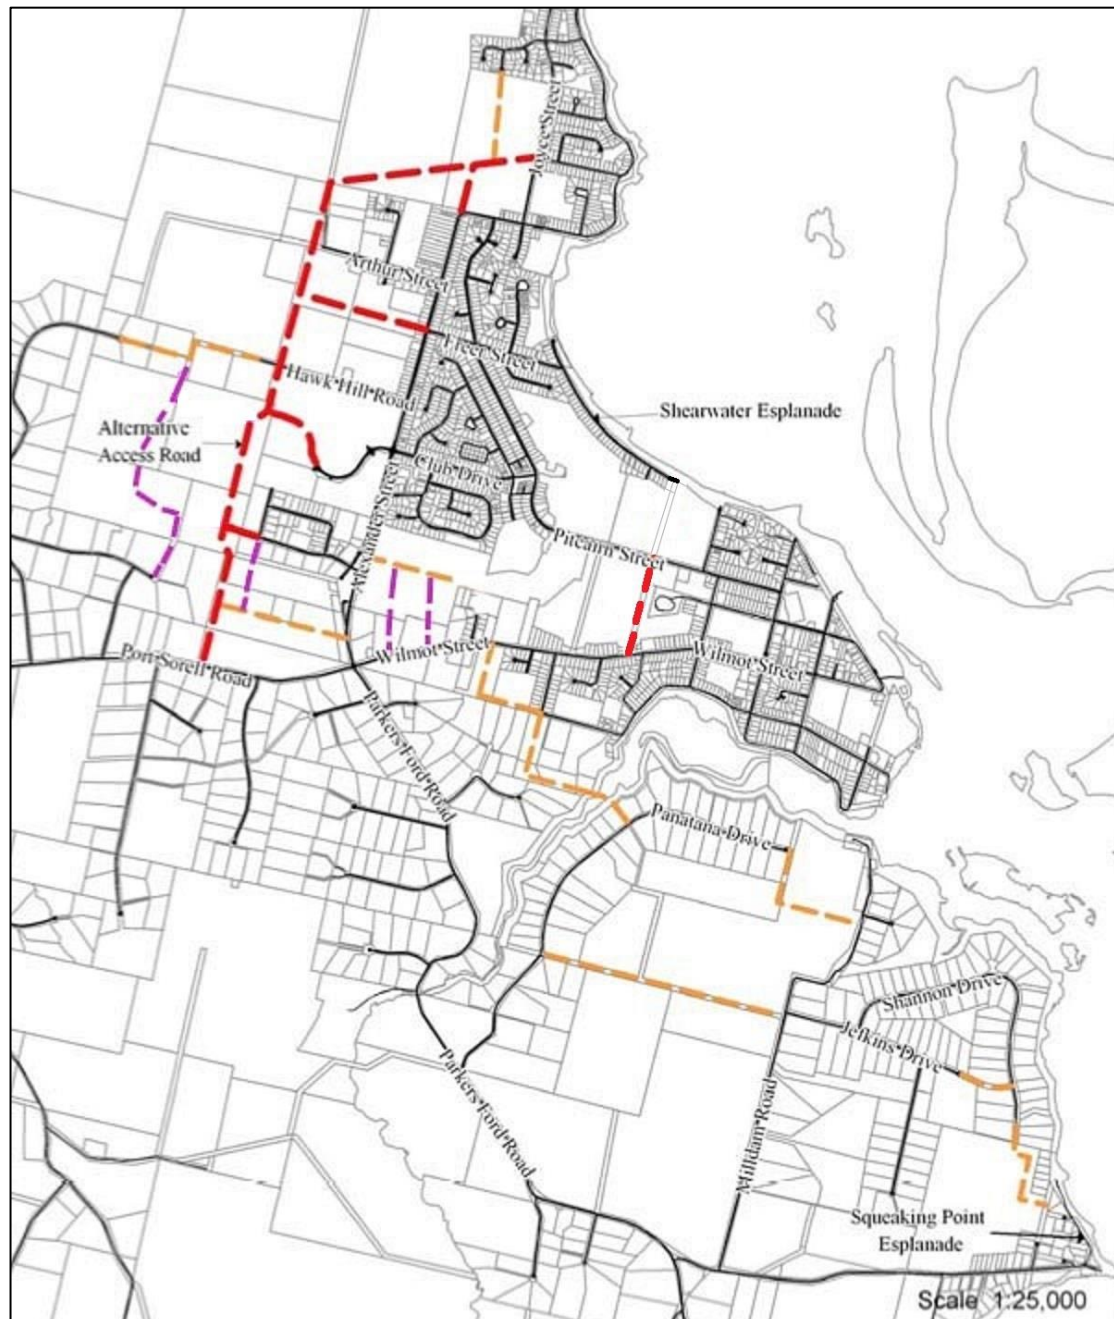 Joyce Street
Arthur Street
Freer Street
Hawk Hill Road
Shearwater Esplanade
Alternative
Access Road
Club Drive
Alexander Street
Pitcairn Street
Wilmot Street
Wilmot Street
Port Sorell Road
Parkers Ford Road
Panatana Drive
Shannon Drive
Jefkins Drive
Parkers Ford Road
Milldam Road
Squeaking Point
Esplanade
Scale 1:25,000